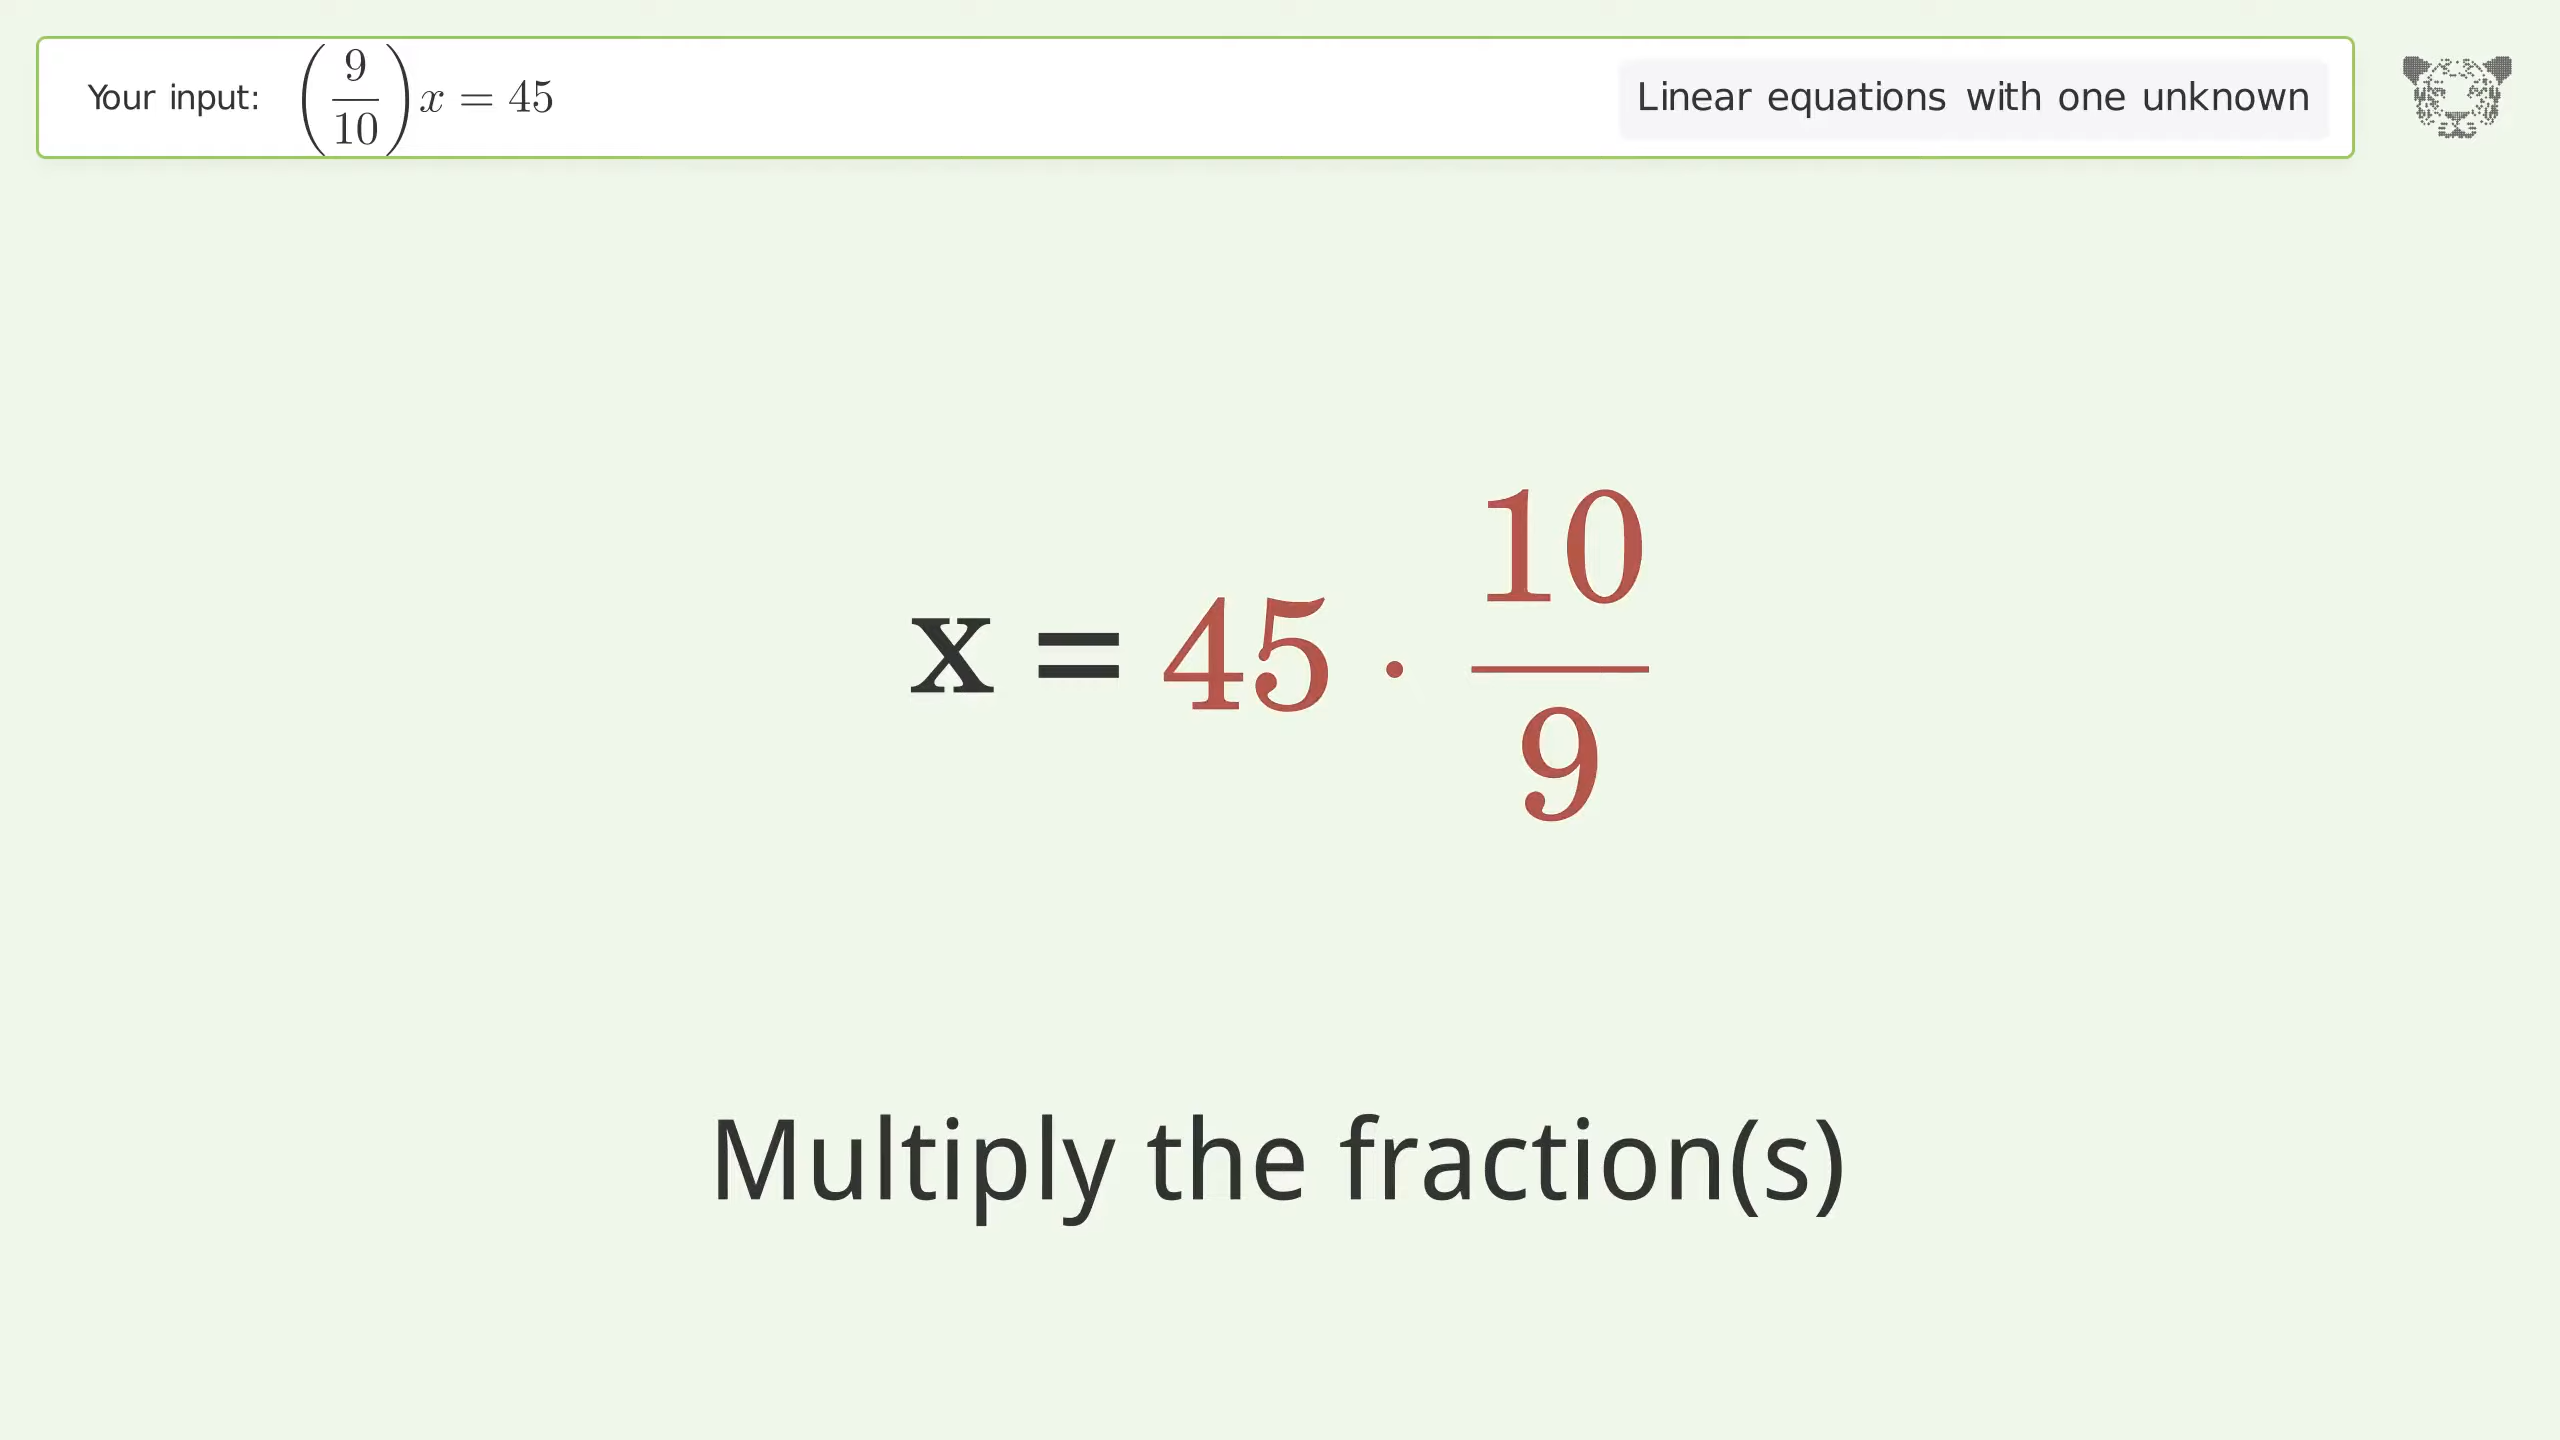 Your input: (9/10)x = 45
Linear equations with one unknown
x = 45 · 10/9
Multiply the fraction(s)